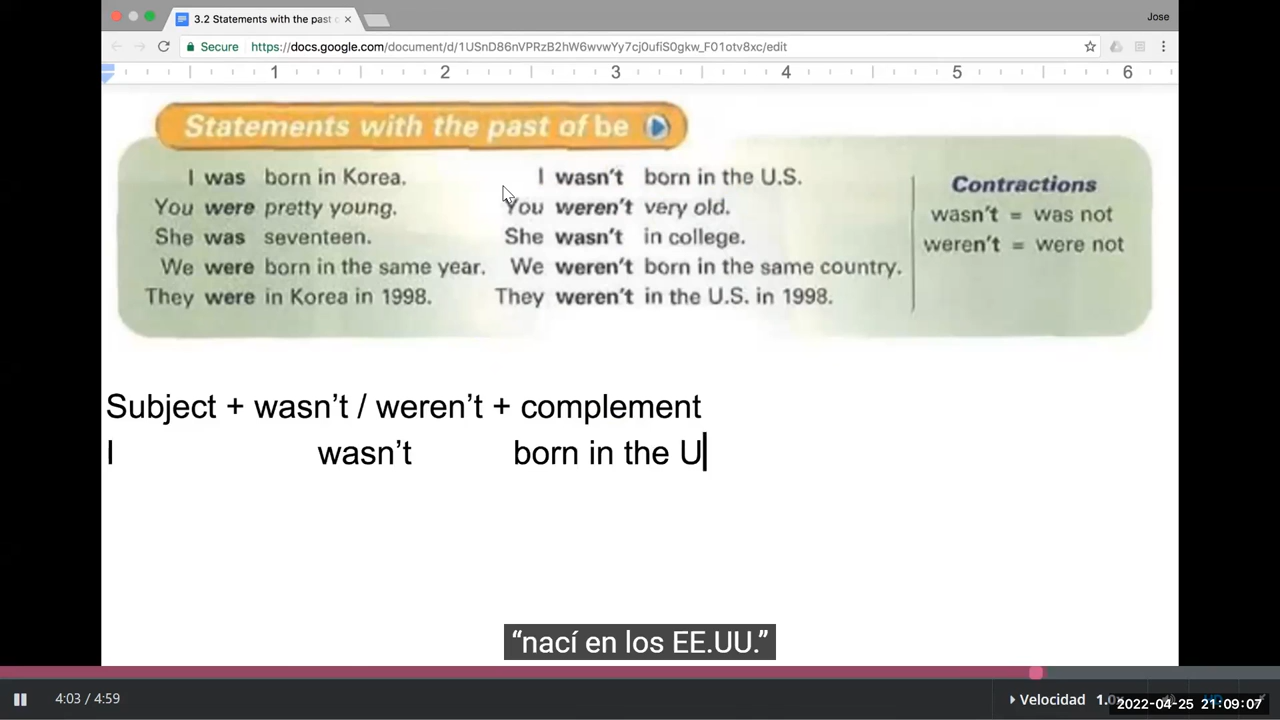 3.2 Statements with the past o
Jose
Secure https://docs.google.com/document/d/1USnD86nVPRzB2hW6wvwYy7cj0ufiS0gkw_F01otv8xc/edit
1 2 3 4 5 6
Statements with the past of be
I was born in Korea.
You were pretty young.
She was seventeen.
We were born in the same year.
They were in Korea in 1998.
I wasn't born in the U.S.
You weren't very old.
She wasn't in college.
We weren't born in the same country.
They weren't in the U.S. in 1998.
Contractions
wasn't = was not
weren't = were not
Subject + wasn’t / weren’t + complement
I wasn’t born in the U
“nací en los EE.UU.”
4:03 / 4:59
Velocidad 1.0x
2022-04-25 21:09:07